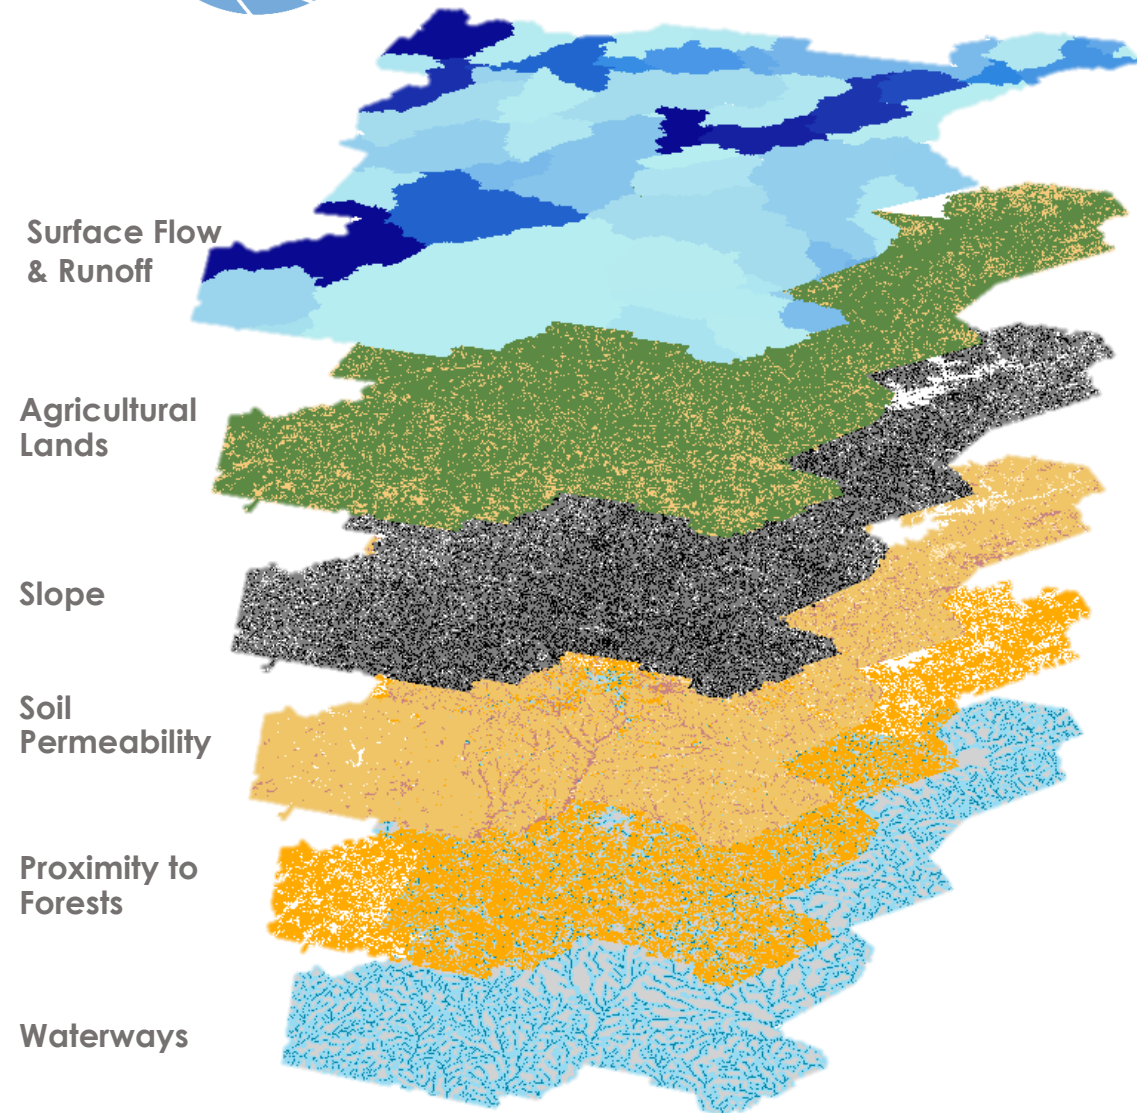 Surface Flow
& Runoff
Agricultural
Lands
Slope
Soil
Permeability
Proximity to
Forests
Waterways